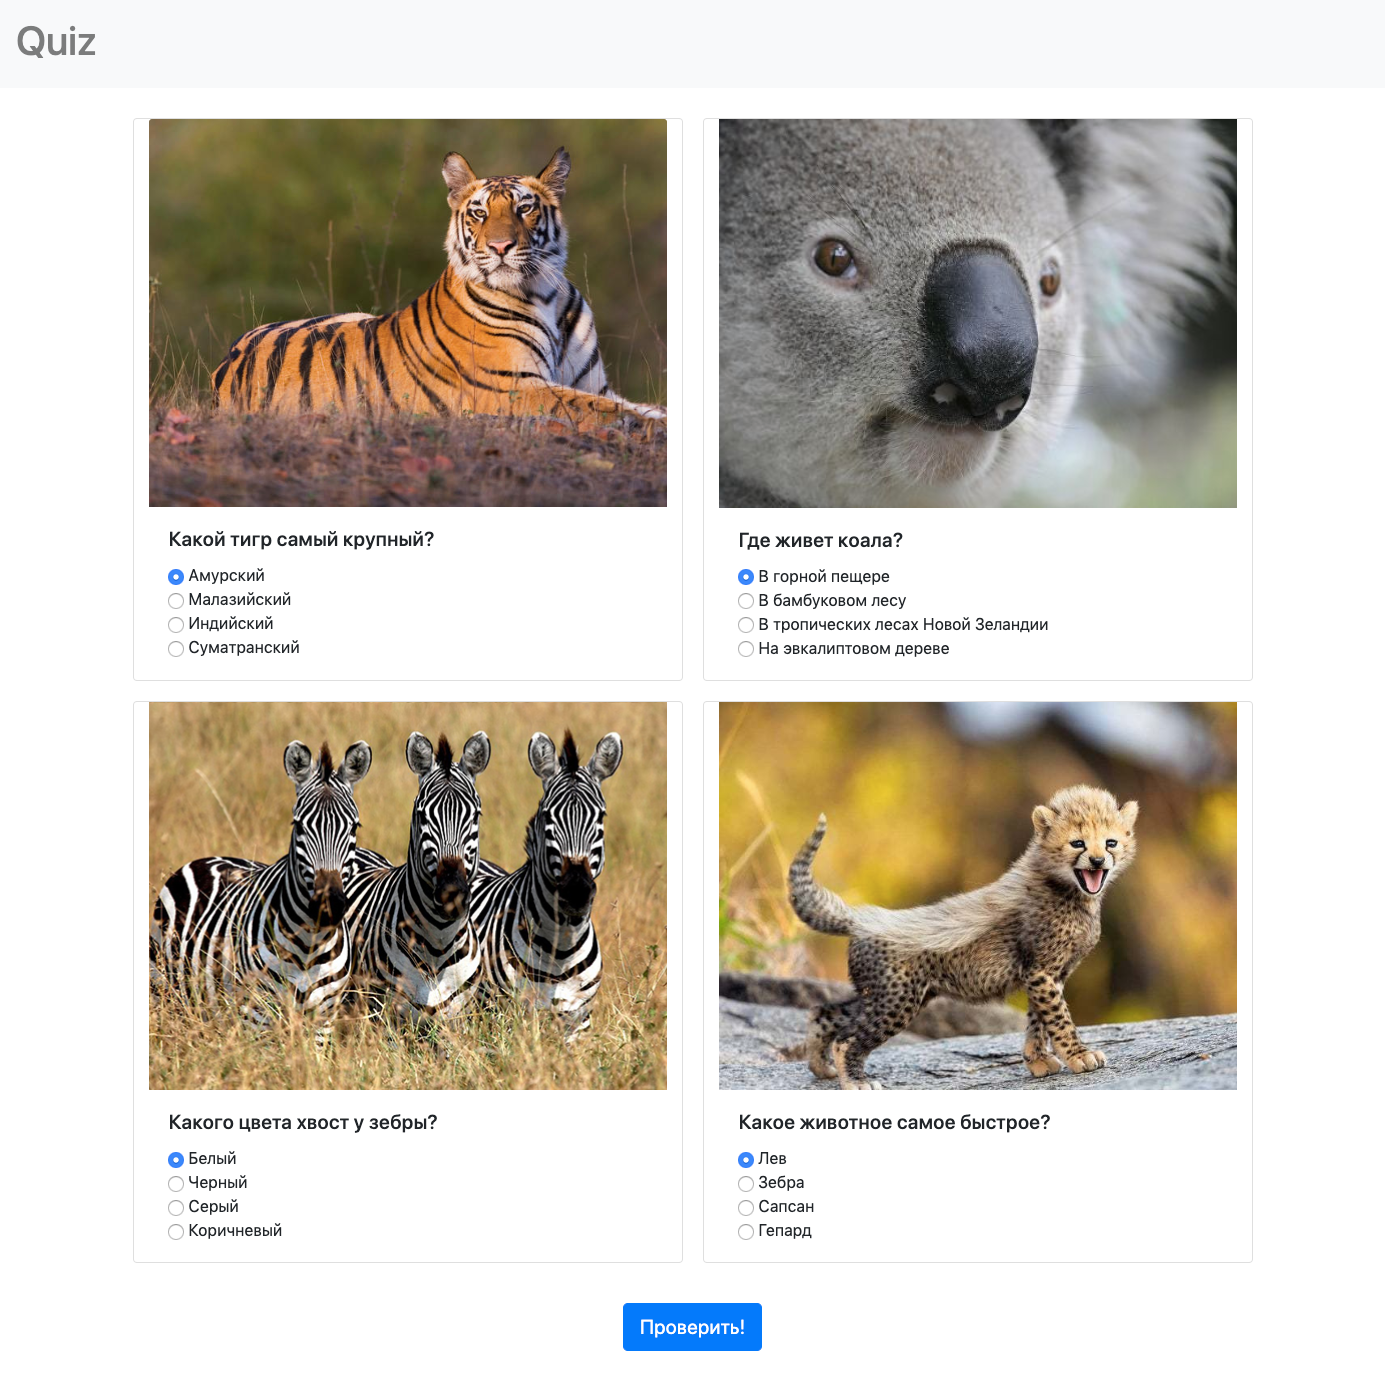 Quiz
Какой тигр самый крупный?
Амурский
Малазийский
Индийский
Суматранский
Где живет коала?
В горной пещере
В бамбуковом лесу
В тропических лесах Новой Зеландии
На эвкалиптовом дереве
Какого цвета хвост у зебры?
Белый
Черный
Серый
Коричневый
Какое животное самое быстрое?
Лев
Зебра
Сапсан
Гепард
Проверить!